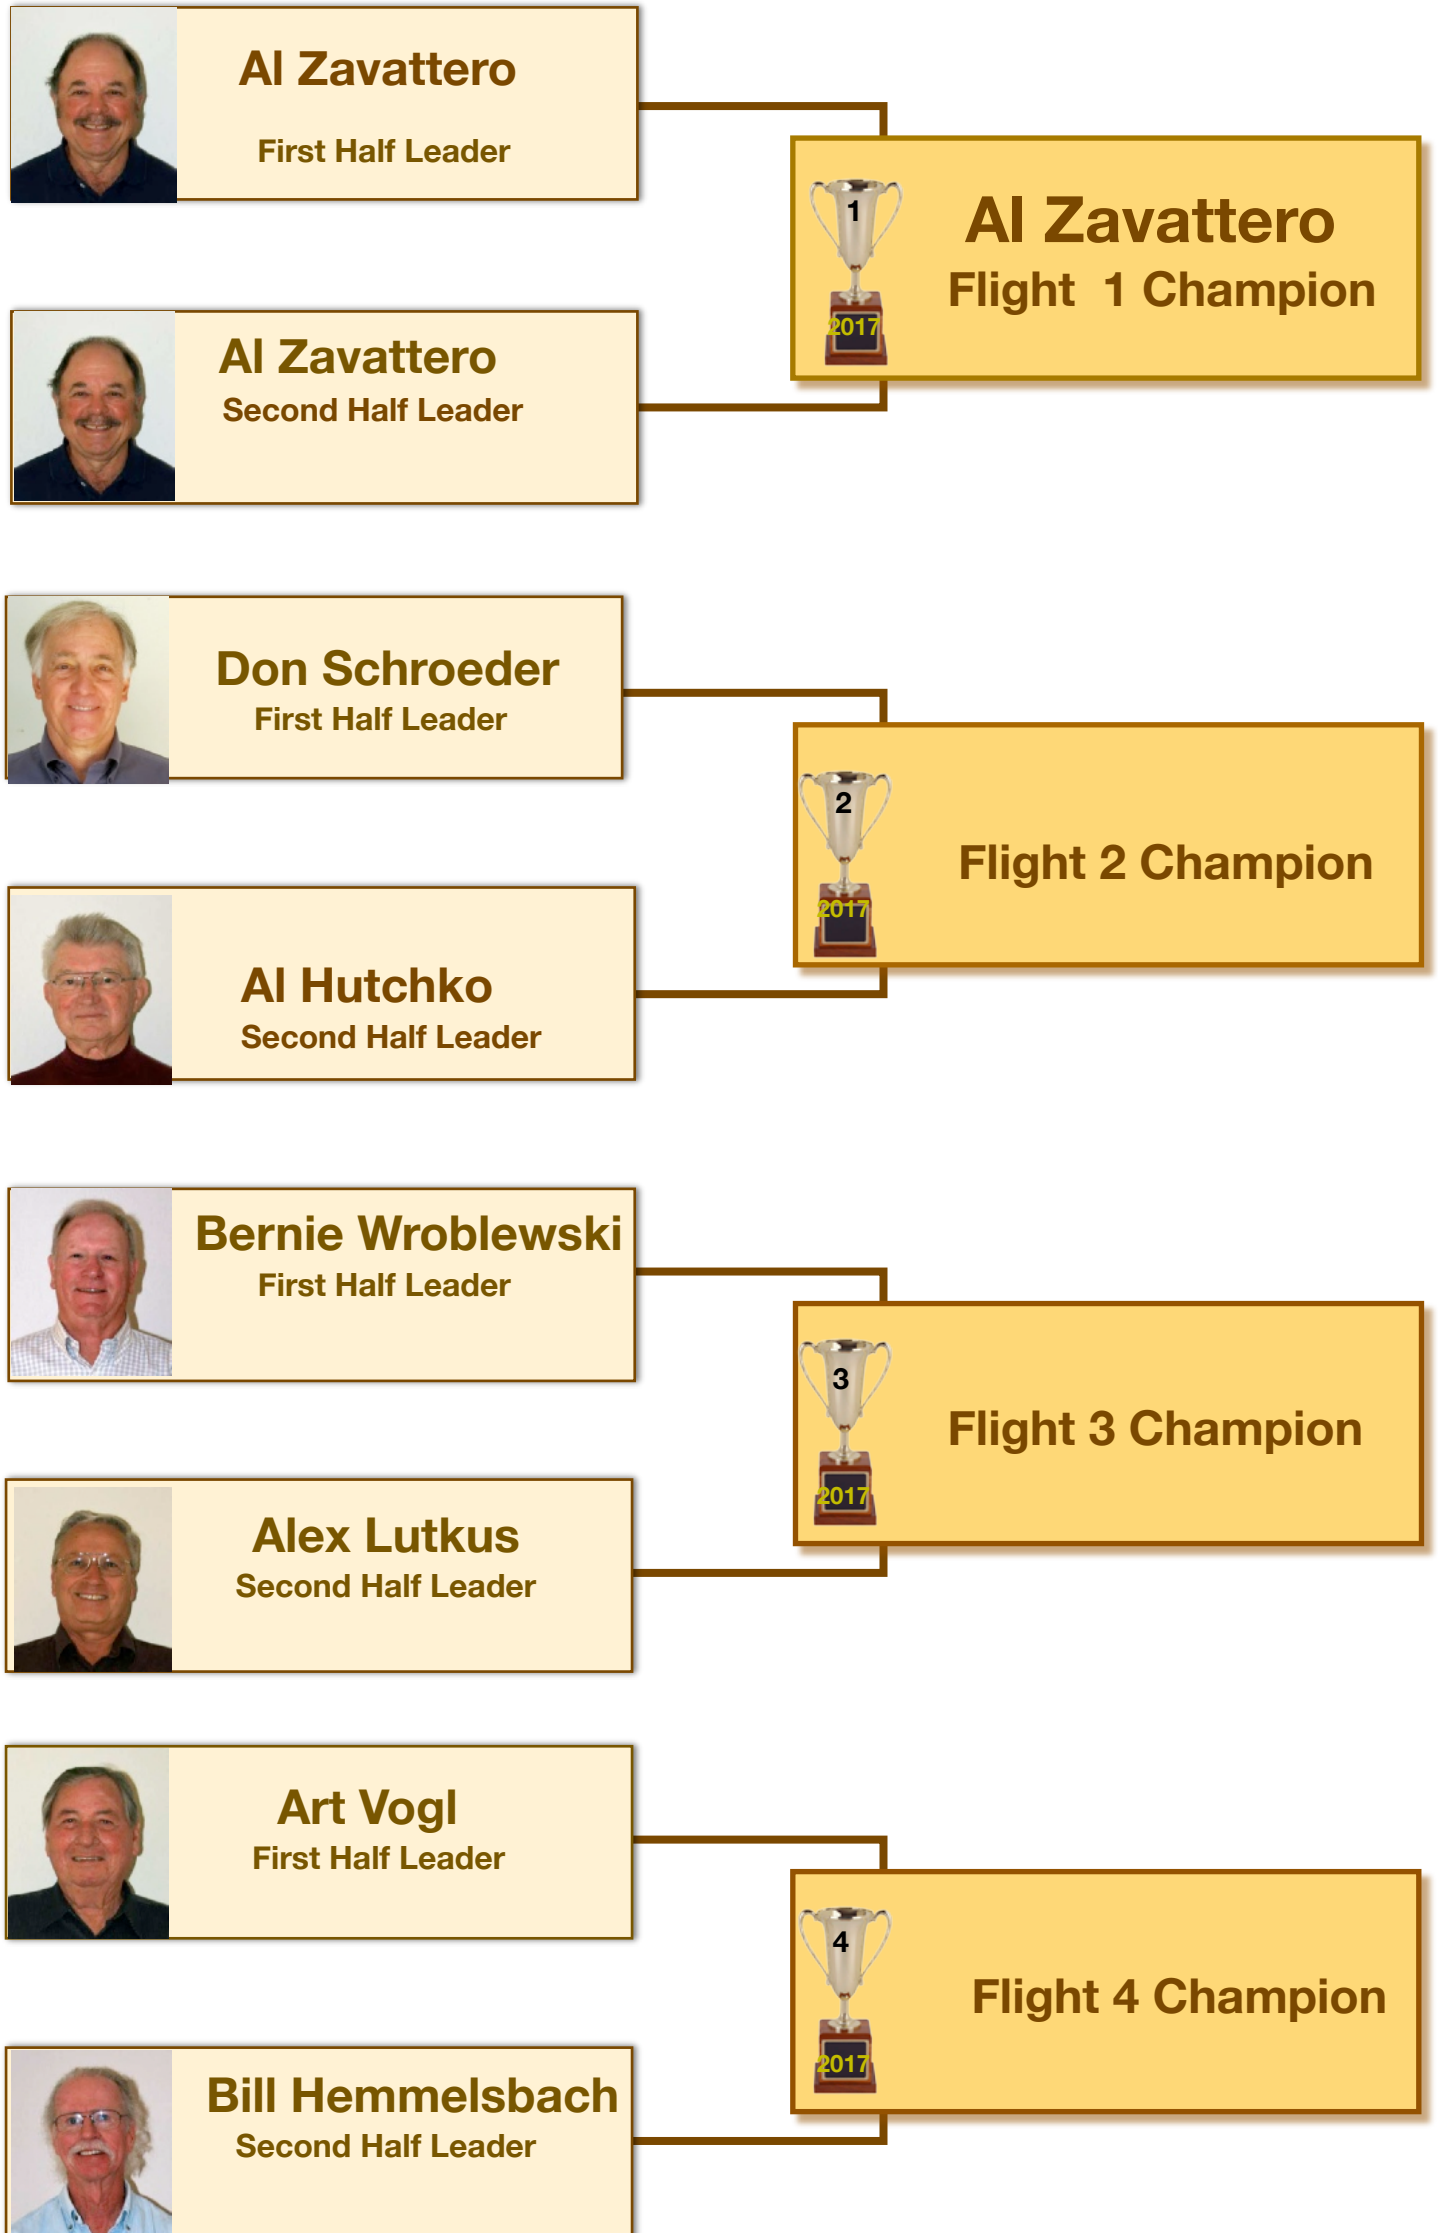 Al Zavattero
First Half Leader
1
2017
Al Zavattero
Flight 1 Champion
Al Zavattero
Second Half Leader
Don Schroeder
First Half Leader
2
2017
Flight 2 Champion
Al Hutchko
Second Half Leader
Bernie Wroblewski
First Half Leader
3
2017
Flight 3 Champion
Alex Lutkus
Second Half Leader
Art Vogl
First Half Leader
4
2017
Flight 4 Champion
Bill Hemmelsbach
Second Half Leader